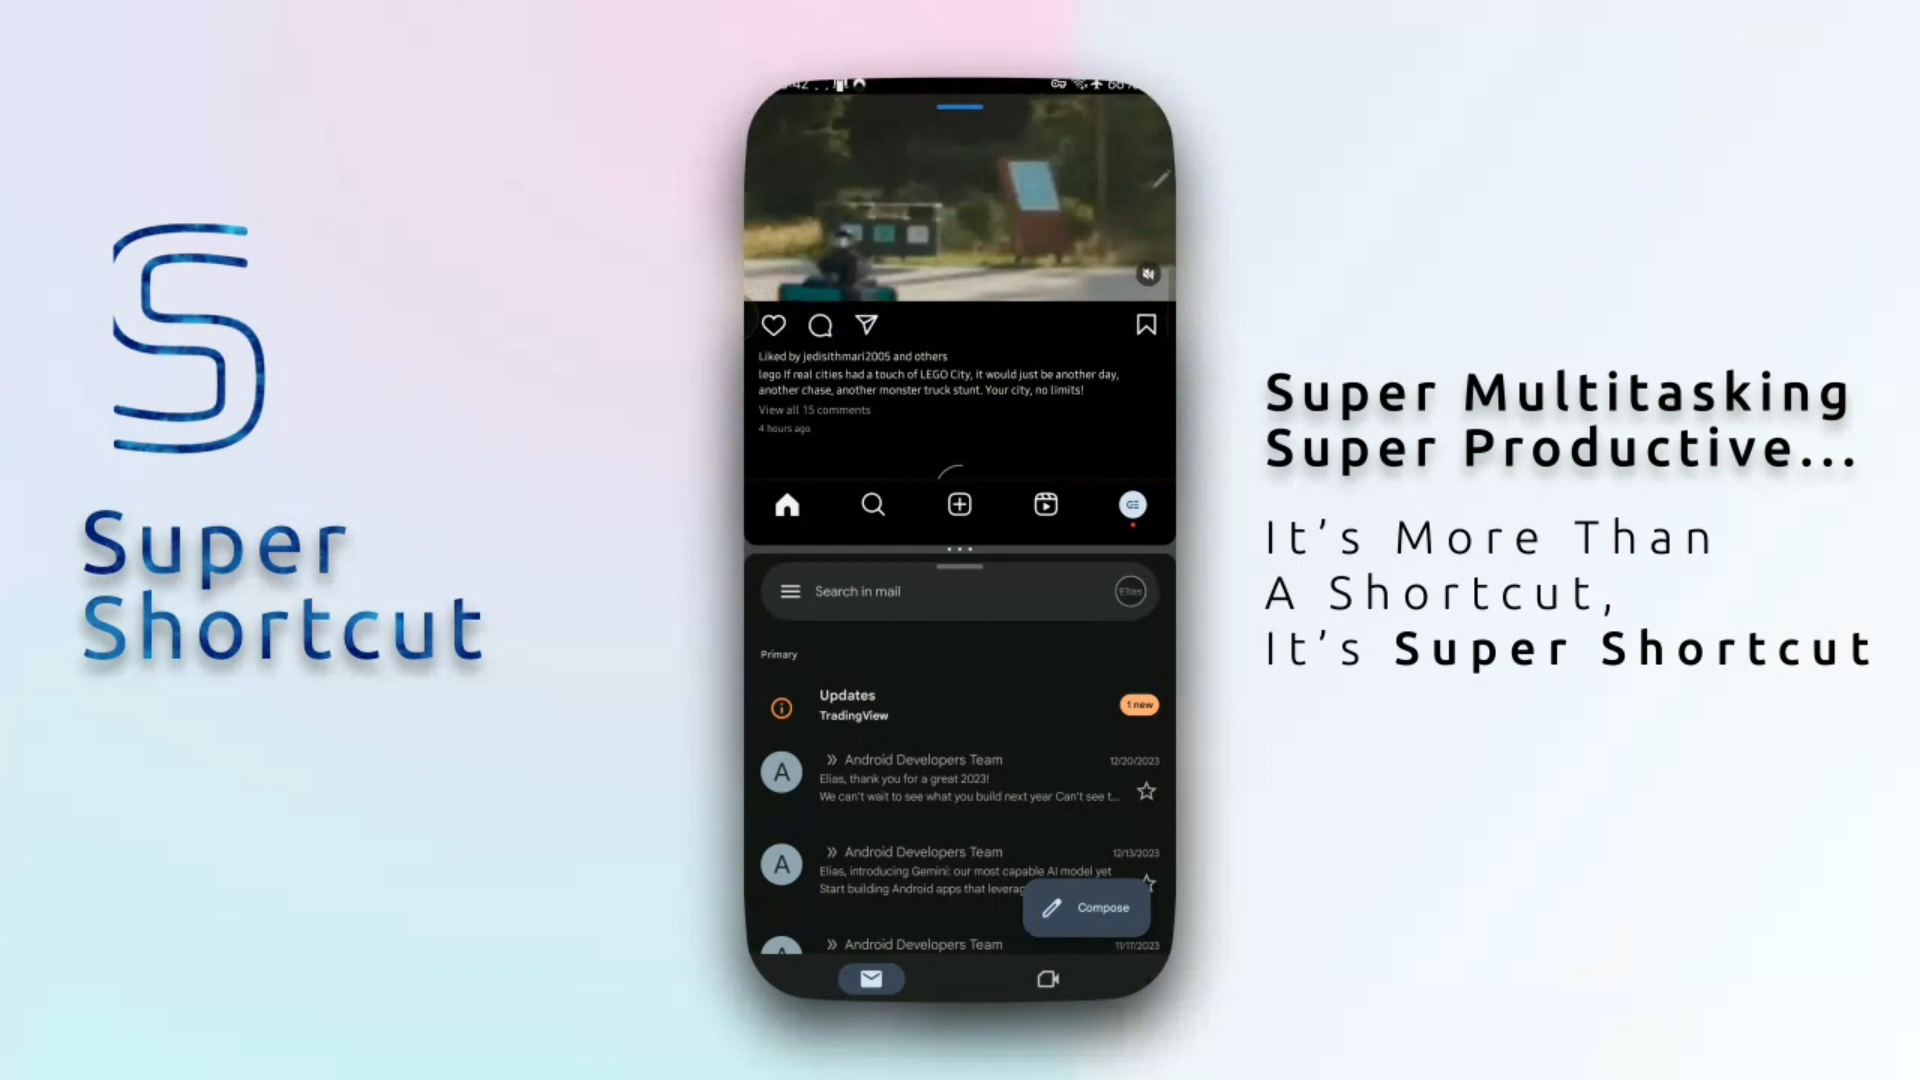 Super
Shortcut
Liked by jedisithmari2005 and others
lego If real cities had a touch of LEGO City, it would just be another day,
another chase, another monster truck stunt. Your city, no limits!
View all 15 comments
4 hours ago
Search in mail
Elias
Primary
Updates
TradingView
1 new
A
Android Developers Team
12/20/2023
Elias, thank you for a great 2023!
We can't wait to see what you build next year Can't see t...
A
Android Developers Team
12/13/2023
Elias, introducing Gemini: our most capable AI model yet
Start building Android apps that leverag
Compose
Android Developers Team
11/17/2023
Super Multitasking
Super Productive...
It's More Than
A Shortcut,
It's Super Shortcut